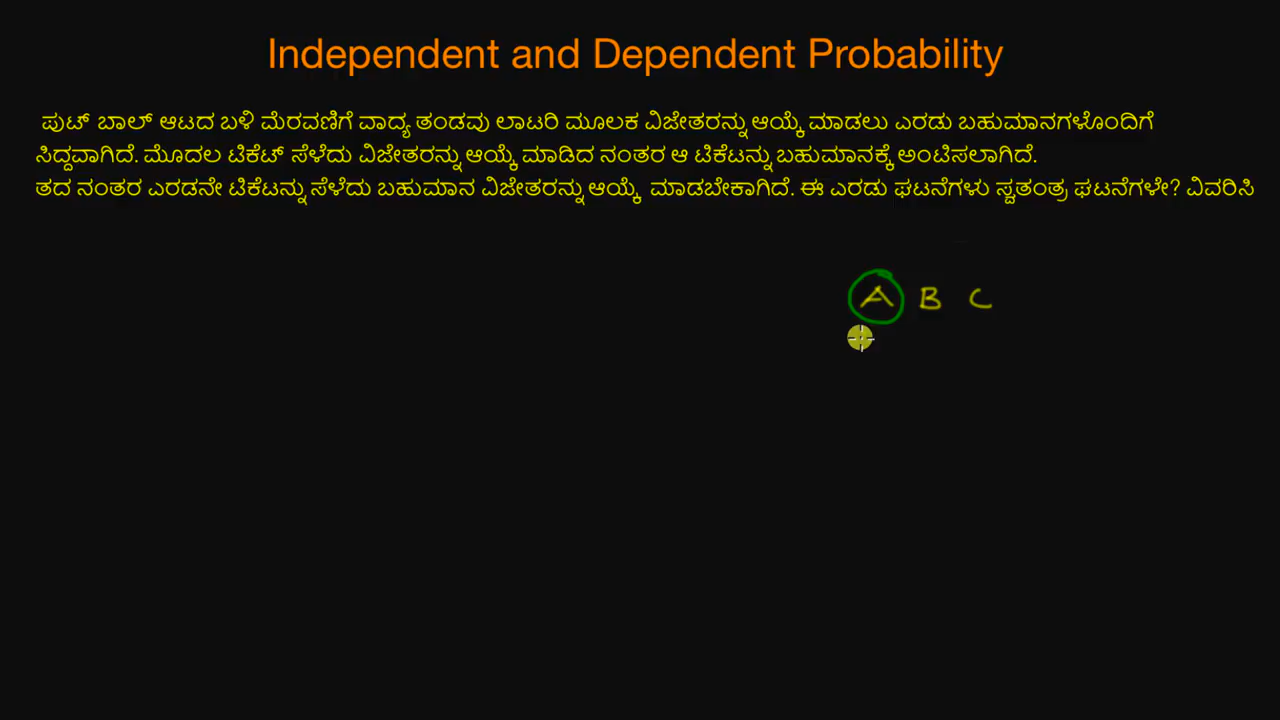 Independent and Dependent Probability
ಪುಟ್ ಬಾಲ್ ಆಟದ ಬಳಿ ಮೆರವಣಿಗೆ ವಾದ್ಯ ತಂಡವು ಲಾಟರಿ ಮೂಲಕ ವಿಜೇತರನ್ನು ಆಯ್ಕೆ ಮಾಡಲು ಎರಡು ಬಹುಮಾನಗಳೊಂದಿಗೆ
ಸಿದ್ದವಾಗಿದೆ. ಮೊದಲ ಟಿಕೆಟ್ ಸೆಳೆದು ವಿಜೇತರನ್ನು ಆಯ್ಕೆ ಮಾಡಿದ ನಂತರ ಆ ಟಿಕೆಟನ್ನು ಬಹುಮಾನಕ್ಕೆ ಅಂಟಿಸಲಾಗಿದೆ.
ತದ ನಂತರ ಎರಡನೇ ಟಿಕೆಟನ್ನು ಸೆಳೆದು ಬಹುಮಾನ ವಿಜೇತರನ್ನು ಆಯ್ಕೆ ಮಾಡಬೇಕಾಗಿದೆ. ಈ ಎರಡು ಘಟನೆಗಳು ಸ್ವತಂತ್ರ ಘಟನೆಗಳೇ? ವಿವರಿಸಿ
A B C